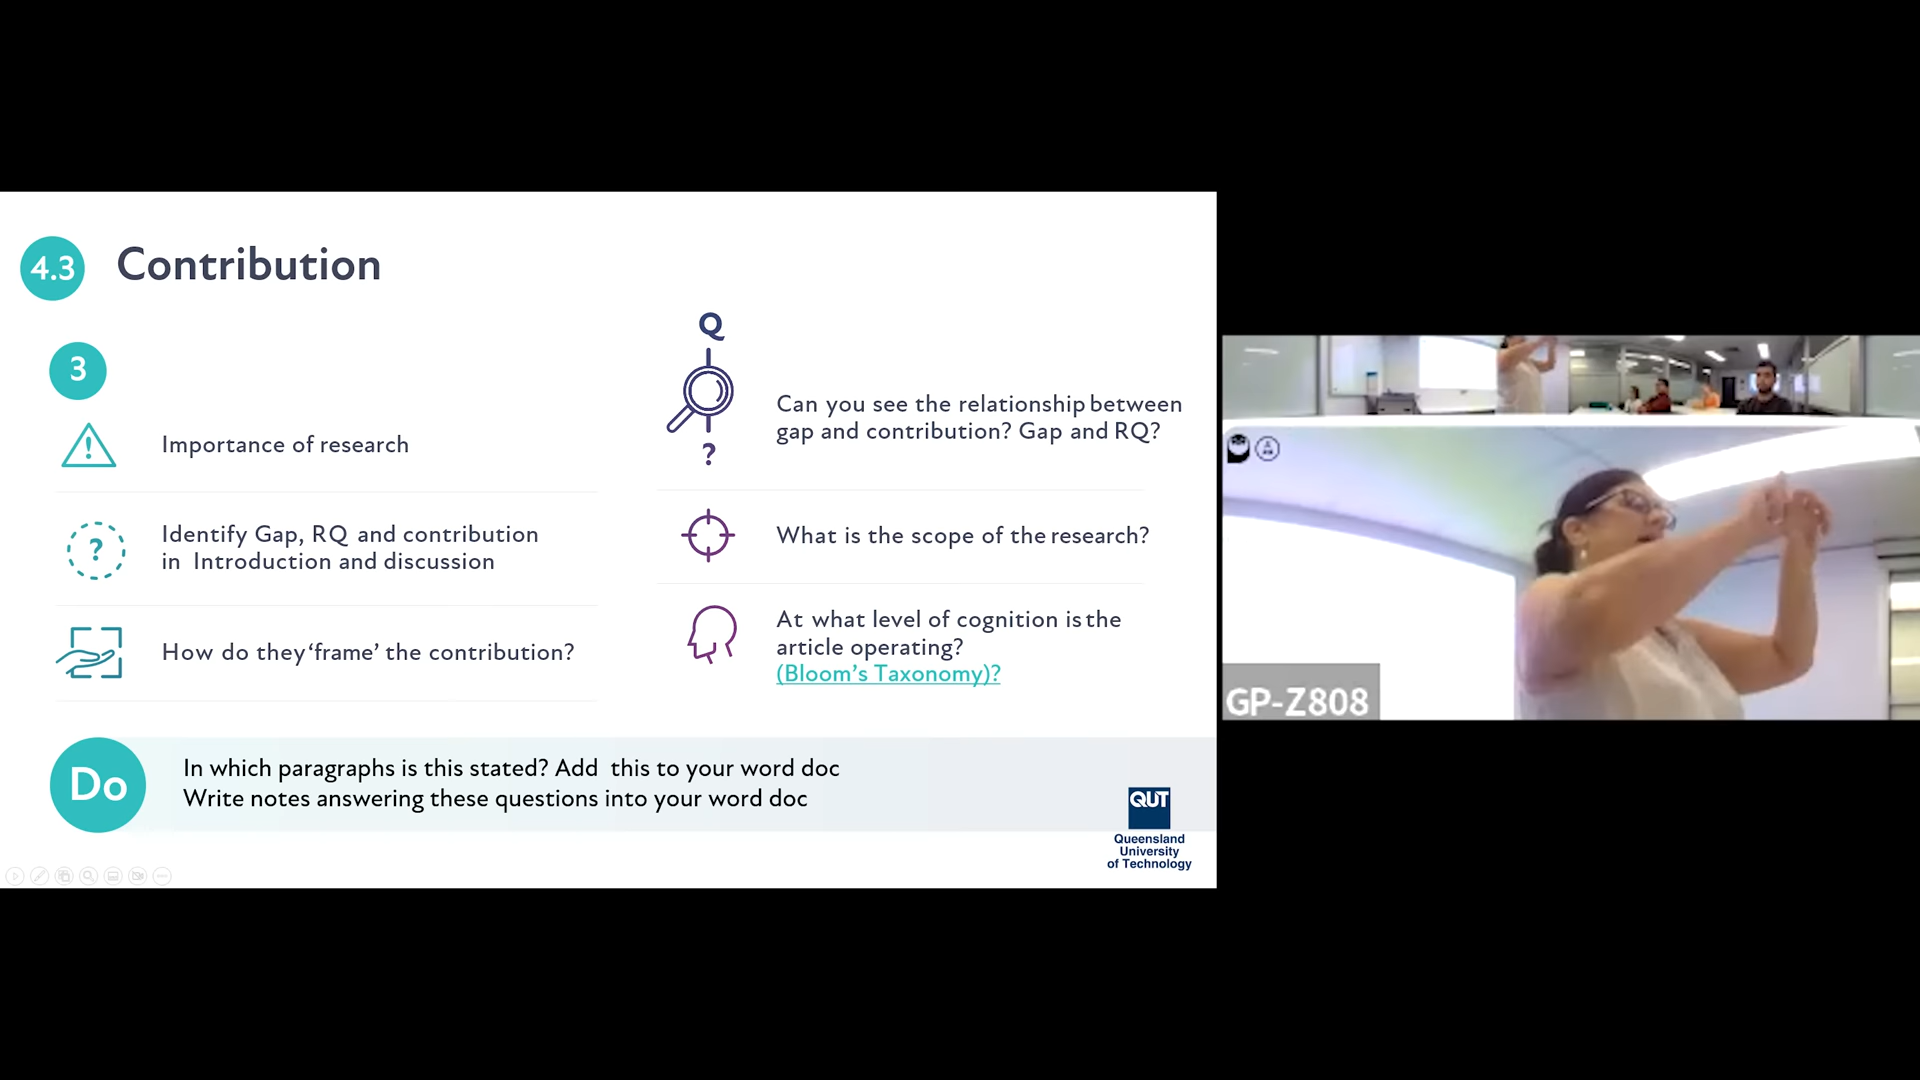 4.3
Contribution
3
Importance of research
Identify Gap, RQ and contribution
in Introduction and discussion
How do they ‘frame’ the contribution?
Q
?
Can you see the relationship between
gap and contribution? Gap and RQ?
?
What is the scope of the research?
At what level of cognition is the
article operating?
(Bloom’s Taxonomy)?
Do
In which paragraphs is this stated? Add this to your word doc
Write notes answering these questions into your word doc
QUT
Queensland
University
of Technology
GP-Z808